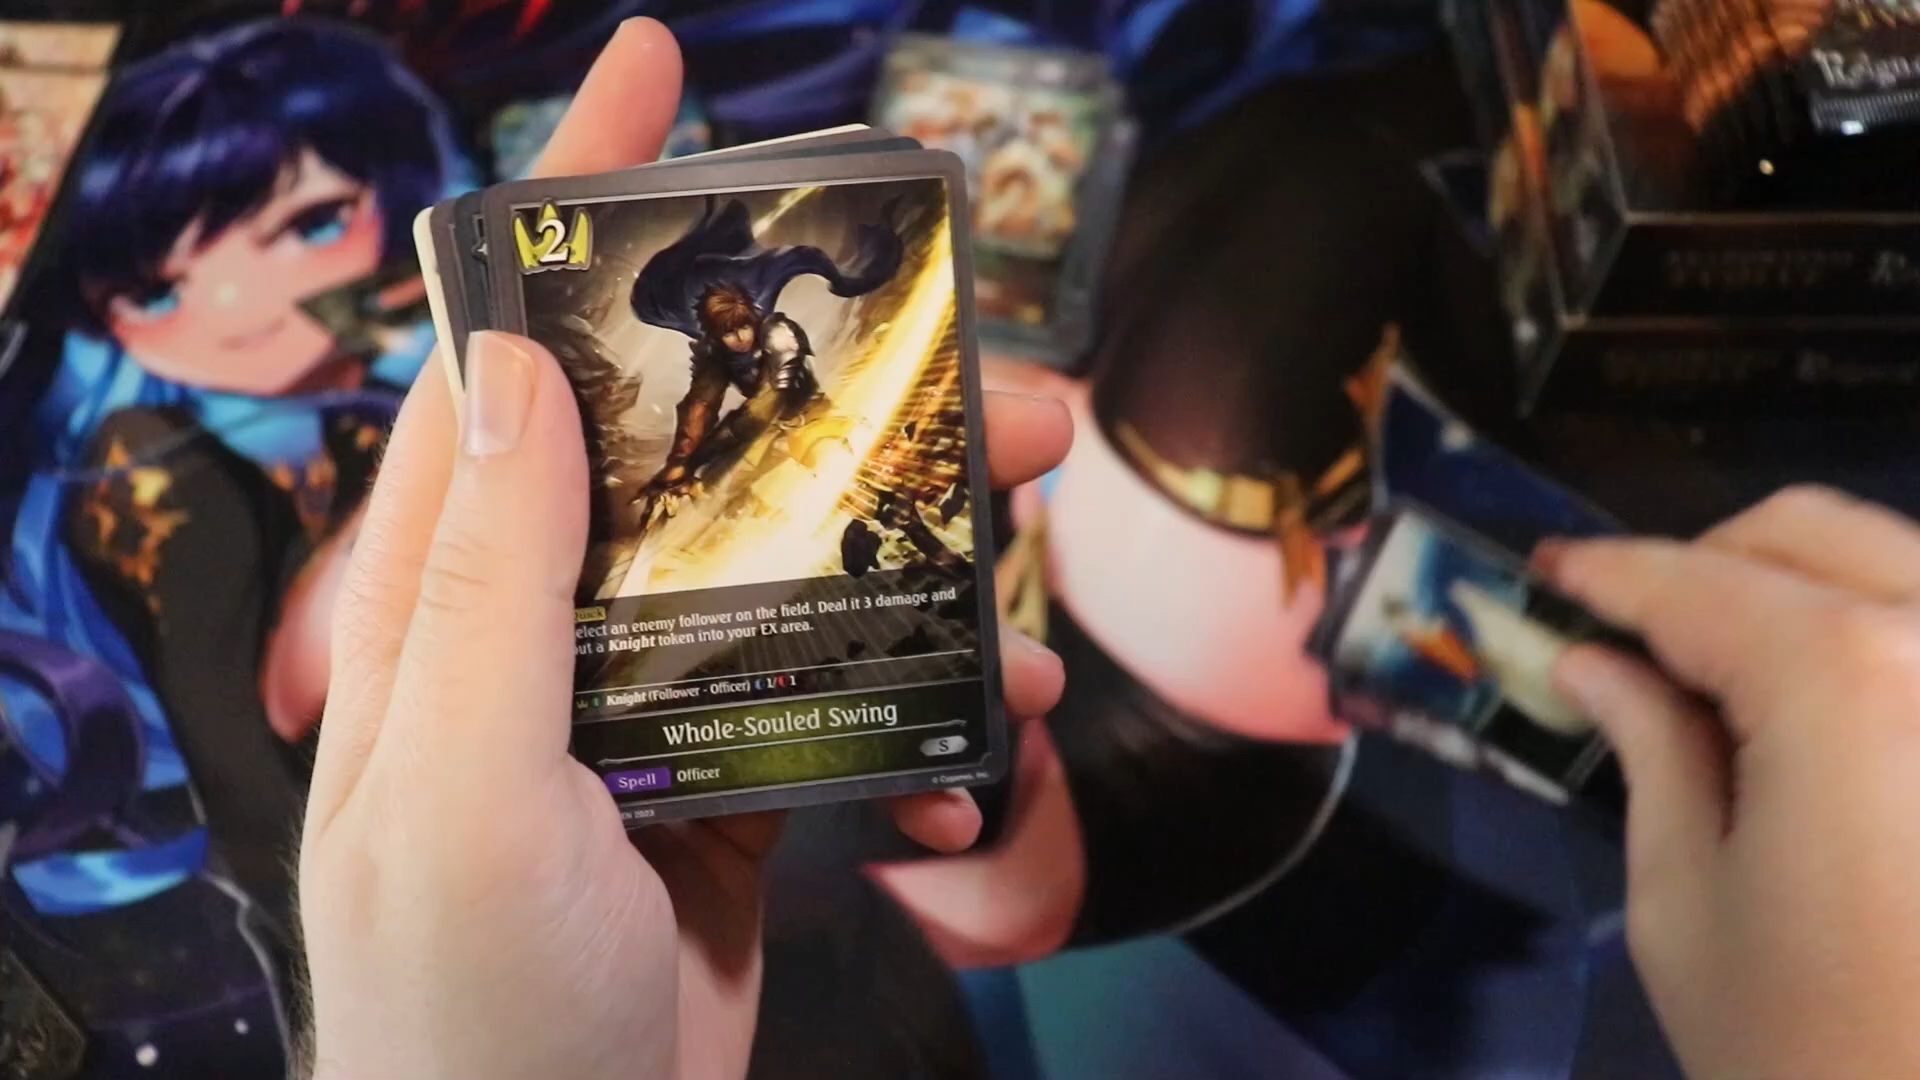 2
elect an enemy follower on the field. Deal it 3 damage and
ut a Knight token into your EX area.
Knight (Follower - Officer) 1/1
Whole-Souled Swing
S
Spell Officer
© Cygames, Inc.
Reign